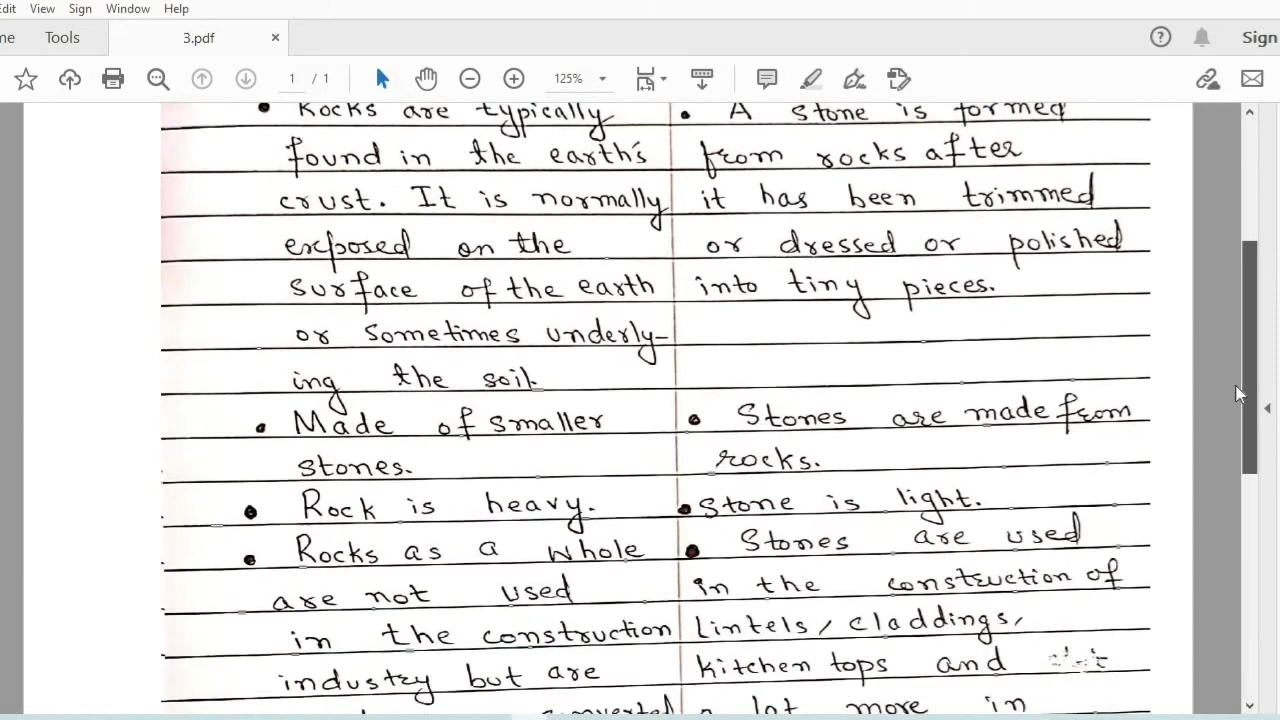 Edit View Sign Window Help
me Tools 3.pdf × Sign
1 / 1 125%
• Rocks are typically
found in the earth's
crust. It is normally
exposed on the
surface of the earth
or sometimes underly-
ing the soil.
• Made of smaller
stones.
• Rock is heavy.
• Rocks as a whole
are not used
in the construction
industry but are
• A stone is formed
from rocks after
it has been trimmed
or dressed or polished
into tiny pieces.
• Stones are made from
rocks.
• Stone is light.
• Stones are used
in the construction of
Lintels, claddings,
kitchen tops and
a lot more in